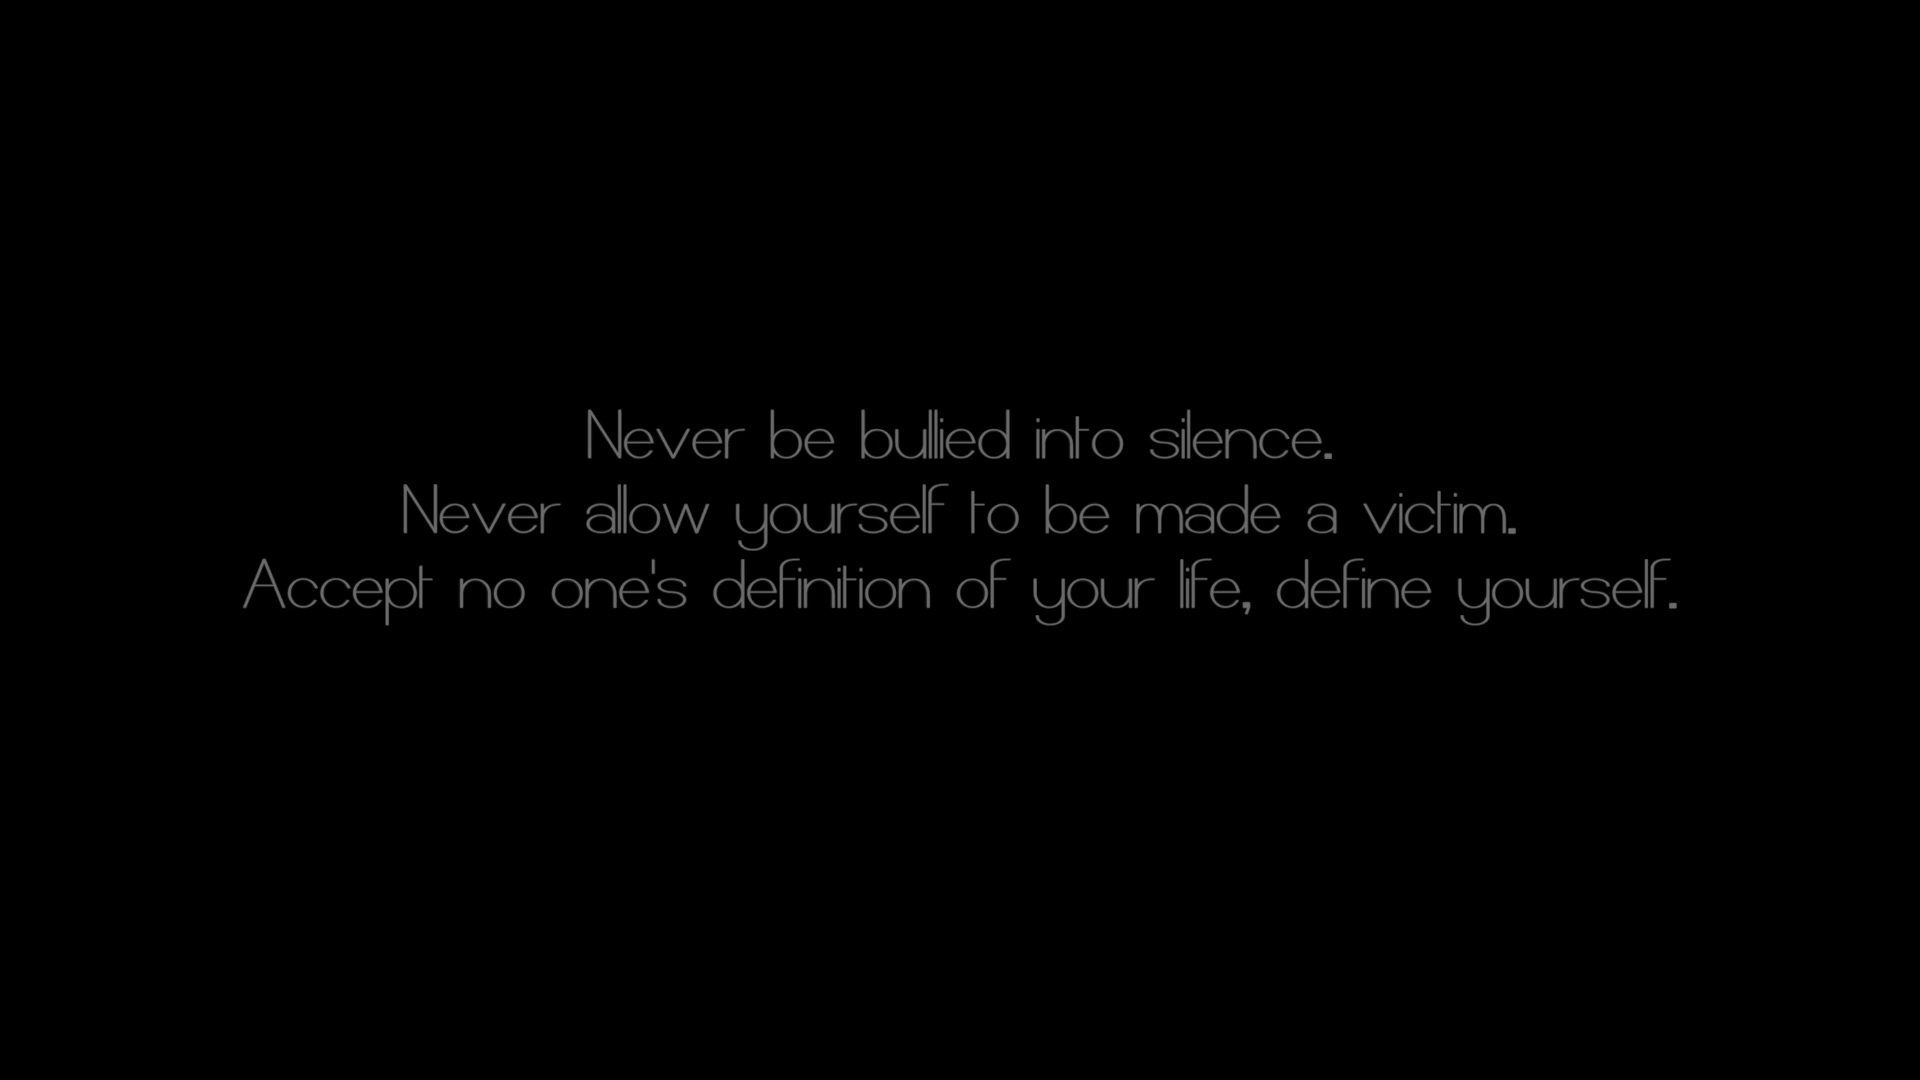 Never be bullied into silence.
Never allow yourself to be made a victim.
Accept no one's definition of your life, define yourself.